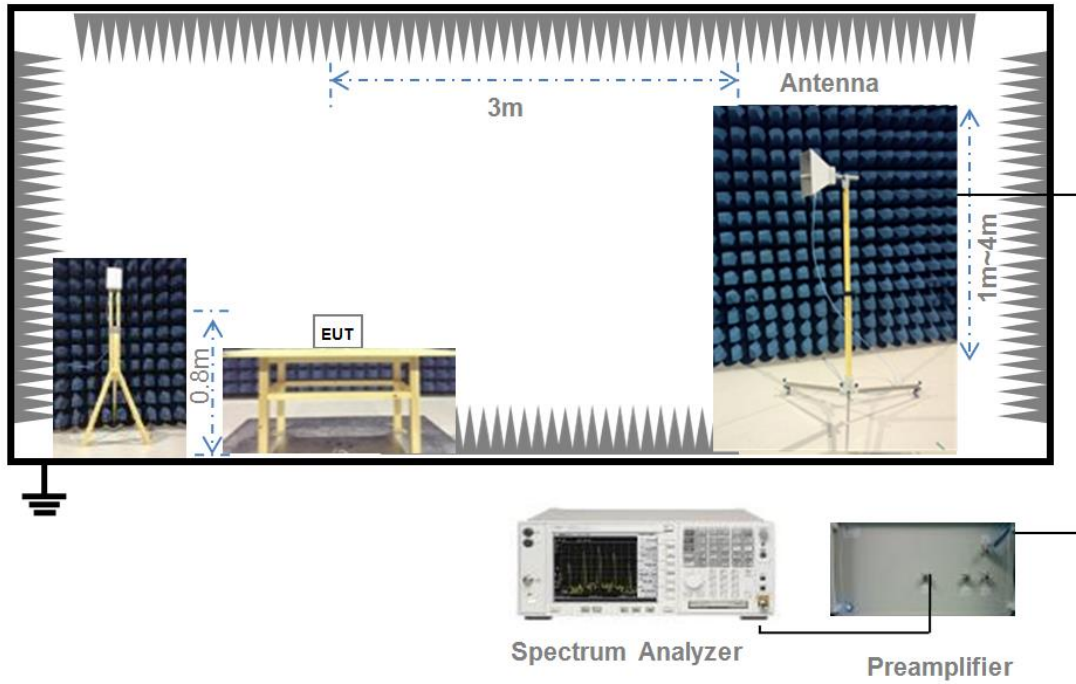 Antenna
3m
1m~4m
EUT
0.8m
Spectrum Analyzer
Preamplifier